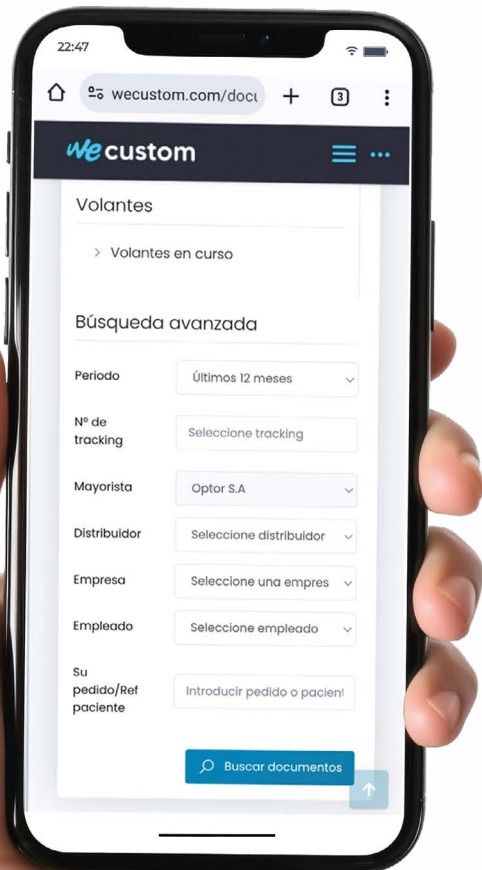 22:47
wecustom.com/docu
3
wecustom
Volantes
Volantes en curso
Búsqueda avanzada
Periodo
Últimos 12 meses
Nº de
tracking
Seleccione tracking
Mayorista
Optor S.A
Distribuidor
Seleccione distribuidor
Empresa
Seleccione una empres
Empleado
Seleccione empleado
Su
pedido/Ref
paciente
Introducir pedido o pacient
Buscar documentos